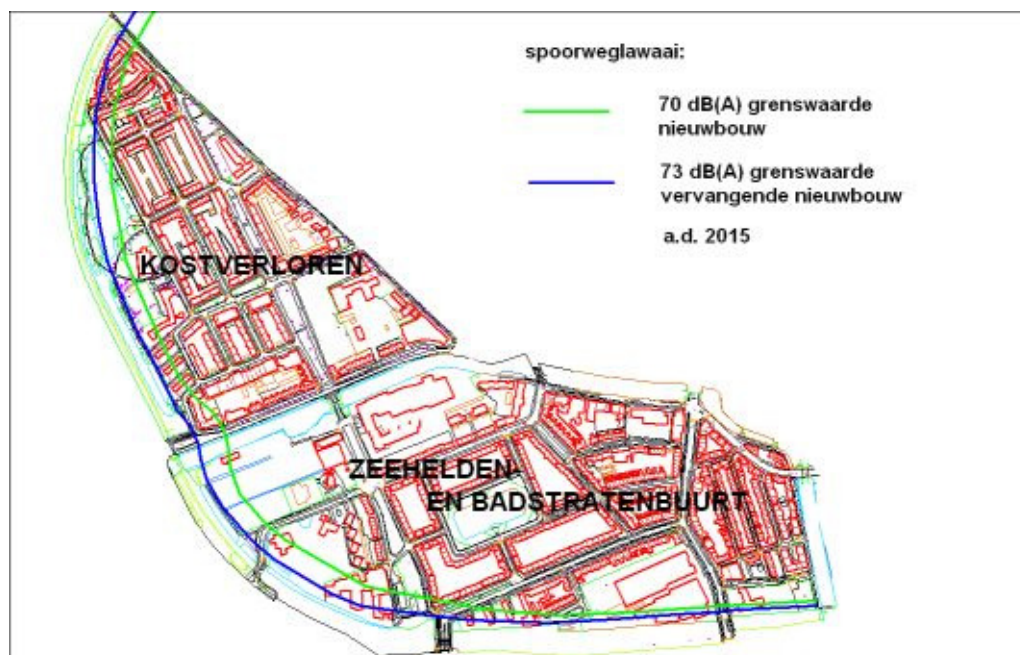 spoorweglawaai:
70 dB(A) grenswaarde
nieuwbouw
73 dB(A) grenswaarde
vervangende nieuwbouw
a.d. 2015
KOSTVERLOREN
ZEEHELDEN-
EN BADSTRATENBUURT